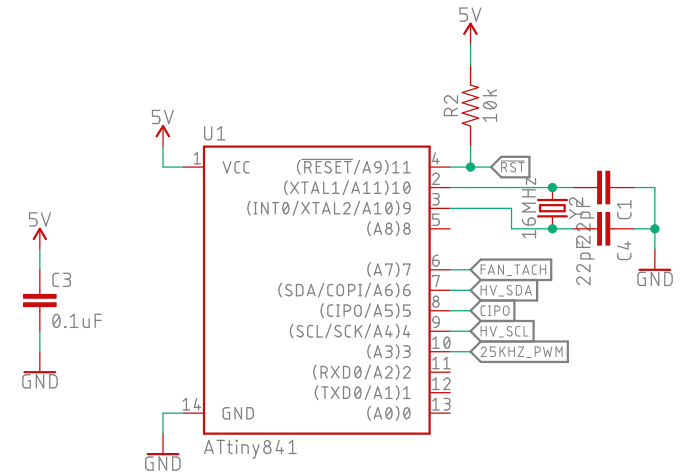 5V
R2
10k
5V
U1
1
VCC
(RESET/A9)11
4
RST
(XTAL1/A11)10
2
(INT0/XTAL2/A10)9
3
(A8)8
5
16MHz
Y2
22pF
C1
22pF
C4
GND
5V
C3
0.1uF
GND
(A7)7
6
FAN_TACH
(SDA/COPI/A6)6
7
HV_SDA
(CIPO/A5)5
8
CIPO
(SCL/SCK/A4)4
9
HV_SCL
(A3)3
10
25KHZ_PWM
(RXD0/A2)2
11
(TXD0/A1)1
12
14
GND
(A0)0
13
ATtiny841
GND